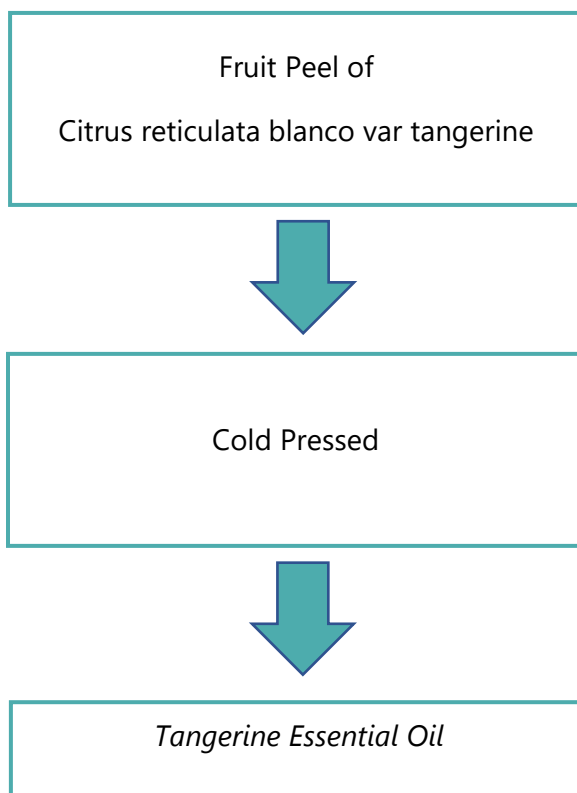 Fruit Peel of
Citrus reticulata blanco var tangerine
Cold Pressed
Tangerine Essential Oil